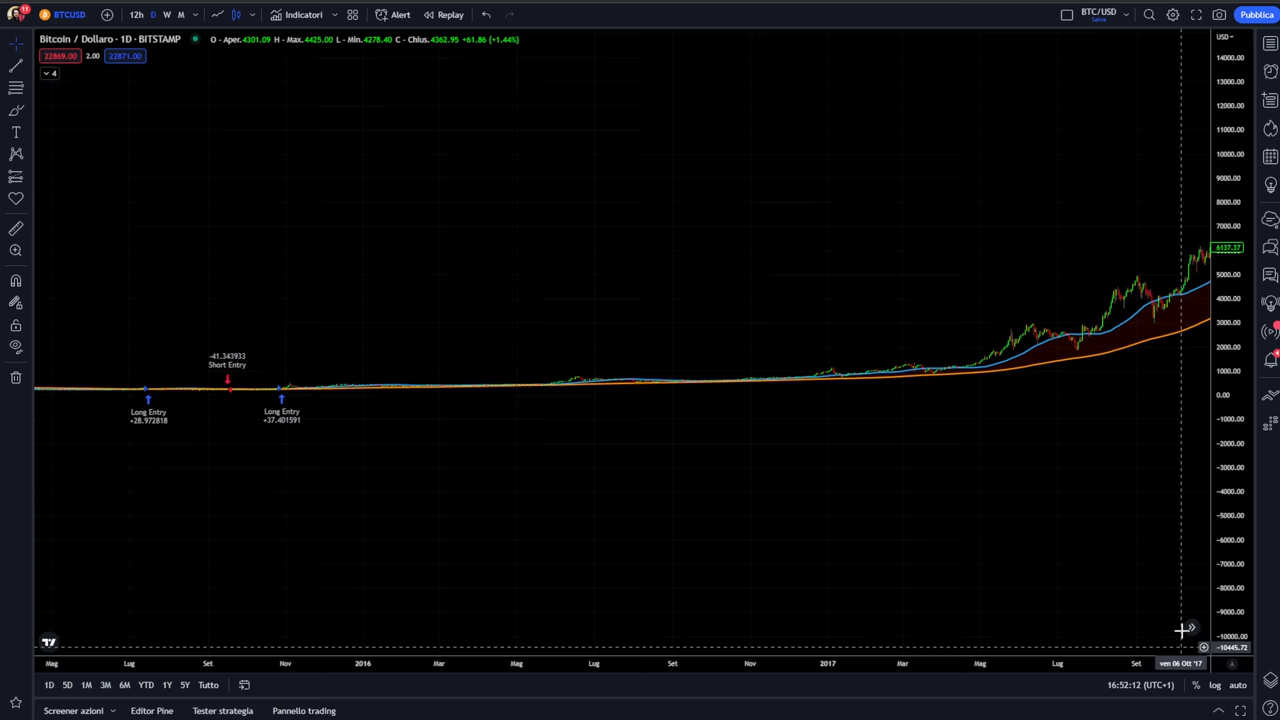 11
BTCUSD
12h D W M
Indicatori
Alert
Replay
BTC/USD
Salva
Pubblica
Bitcoin / Dollaro · 1D · BITSTAMP
O - Aper.4301.09 H - Max.4425.00 L - Min.4278.40 C - Chius.4362.95 +61.86 (+1.44%)
22869.00 2.00 22871.00
4
USD
14000.00
13000.00
12000.00
11000.00
10000.00
9000.00
8000.00
7000.00
6137.37
5000.00
4000.00
3000.00
2000.00
1000.00
0.00
−1000.00
−2000.00
−3000.00
−4000.00
−5000.00
−6000.00
−7000.00
−8000.00
−9000.00
−10000.00
−10445.72
-41.343933
Short Entry
Long Entry
+28.972818
Long Entry
+37.401591
Mag Lug Set Nov 2016 Mar Mag Lug Set Nov 2017 Mar Mag Lug Set ven 06 Ott '17
A
1D 5D 1M 3M 6M YTD 1Y 5Y Tutto
16:52:12 (UTC+1) % log auto
Screener azioni Editor Pine Tester strategia Pannello trading